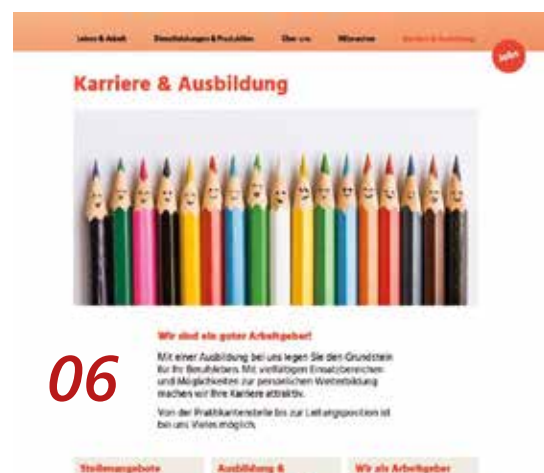 Leben & Arbeit Dienstleistungen & Produkte Über uns Mitmachen Karriere & Ausbildung
Jobs
Karriere & Ausbildung
Wir sind ein guter Arbeitgeber!
Mit einer Ausbildung bei uns legen Sie den Grundstein
für Ihr Berufsleben. Mit vielfältigen Einsatzbereichen
und Möglichkeiten zur persönlichen Weiterbildung
machen wir Ihre Karriere attraktiv.
06
Von der Praktikantenstelle bis zur Leitungsposition ist
bei uns Vieles möglich.
Stellenangebote Ausbildung & Wir als Arbeitgeber